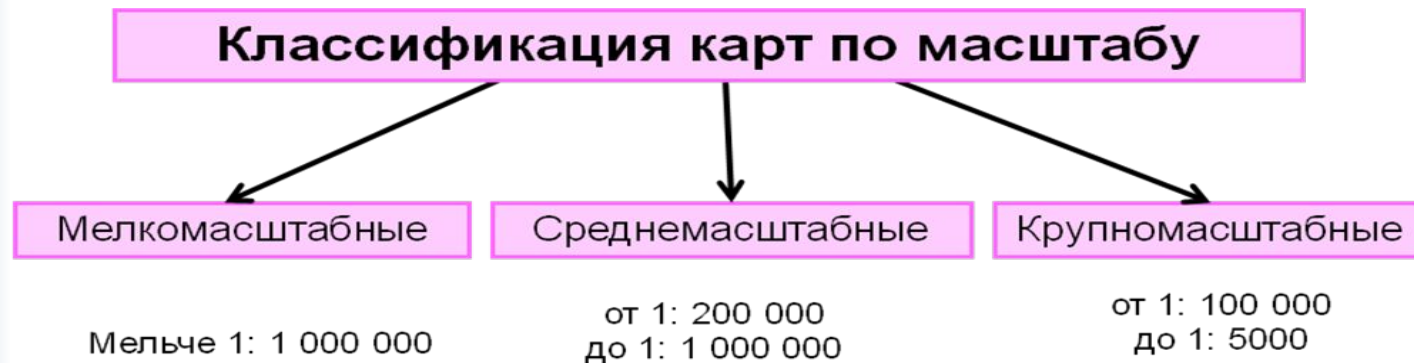 Классификация карт по масштабу
Мелкомасштабные
Среднемасштабные
Крупномасштабные
Мельче 1: 1 000 000
от 1: 200 000
до 1: 1 000 000
от 1: 100 000
до 1: 5000